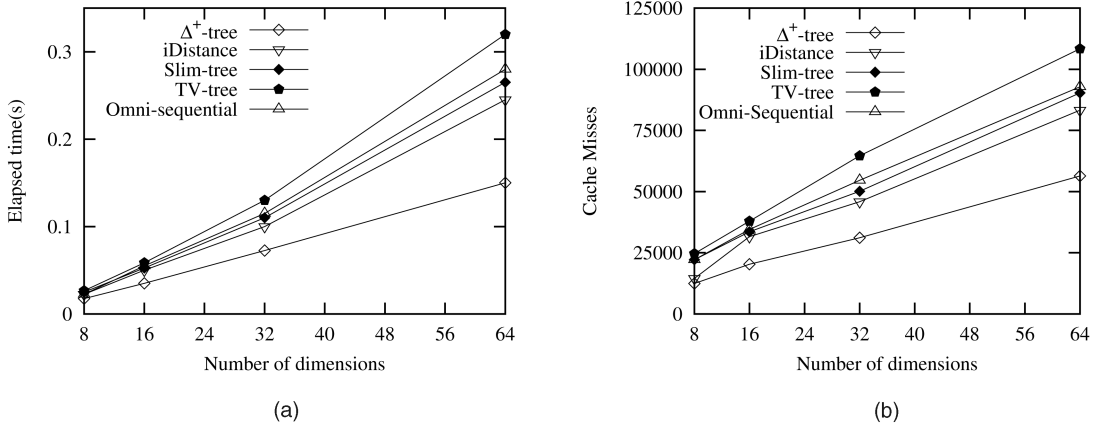 0.3
0.2
0.1
0
Elapsed time(s)
Δ+-tree
iDistance
Slim-tree
TV-tree
Omni-sequential
8 16 24 32 40 48 56 64
Number of dimensions
(a)
125000
100000
75000
50000
25000
0
Cache Misses
Δ+-tree
iDistance
Slim-tree
TV-tree
Omni-Sequential
8 16 24 32 40 48 56 64
Number of dimensions
(b)